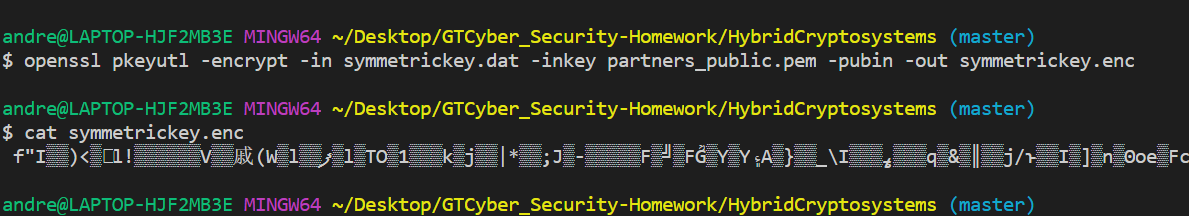 andre@LAPTOP-HJF2MB3E MINGW64 ~/Desktop/GTCyber_Security-Homework/HybridCryptosystems (master)
$ openssl pkeyutl -encrypt -in symmetrickey.dat -inkey partners_public.pem -pubin -out symmetrickey.enc
andre@LAPTOP-HJF2MB3E MINGW64 ~/Desktop/GTCyber_Security-Homework/HybridCryptosystems (master)
$ cat symmetrickey.enc
andre@LAPTOP-HJF2MB3E MINGW64 ~/Desktop/GTCyber_Security-Homework/HybridCryptosystems (master)